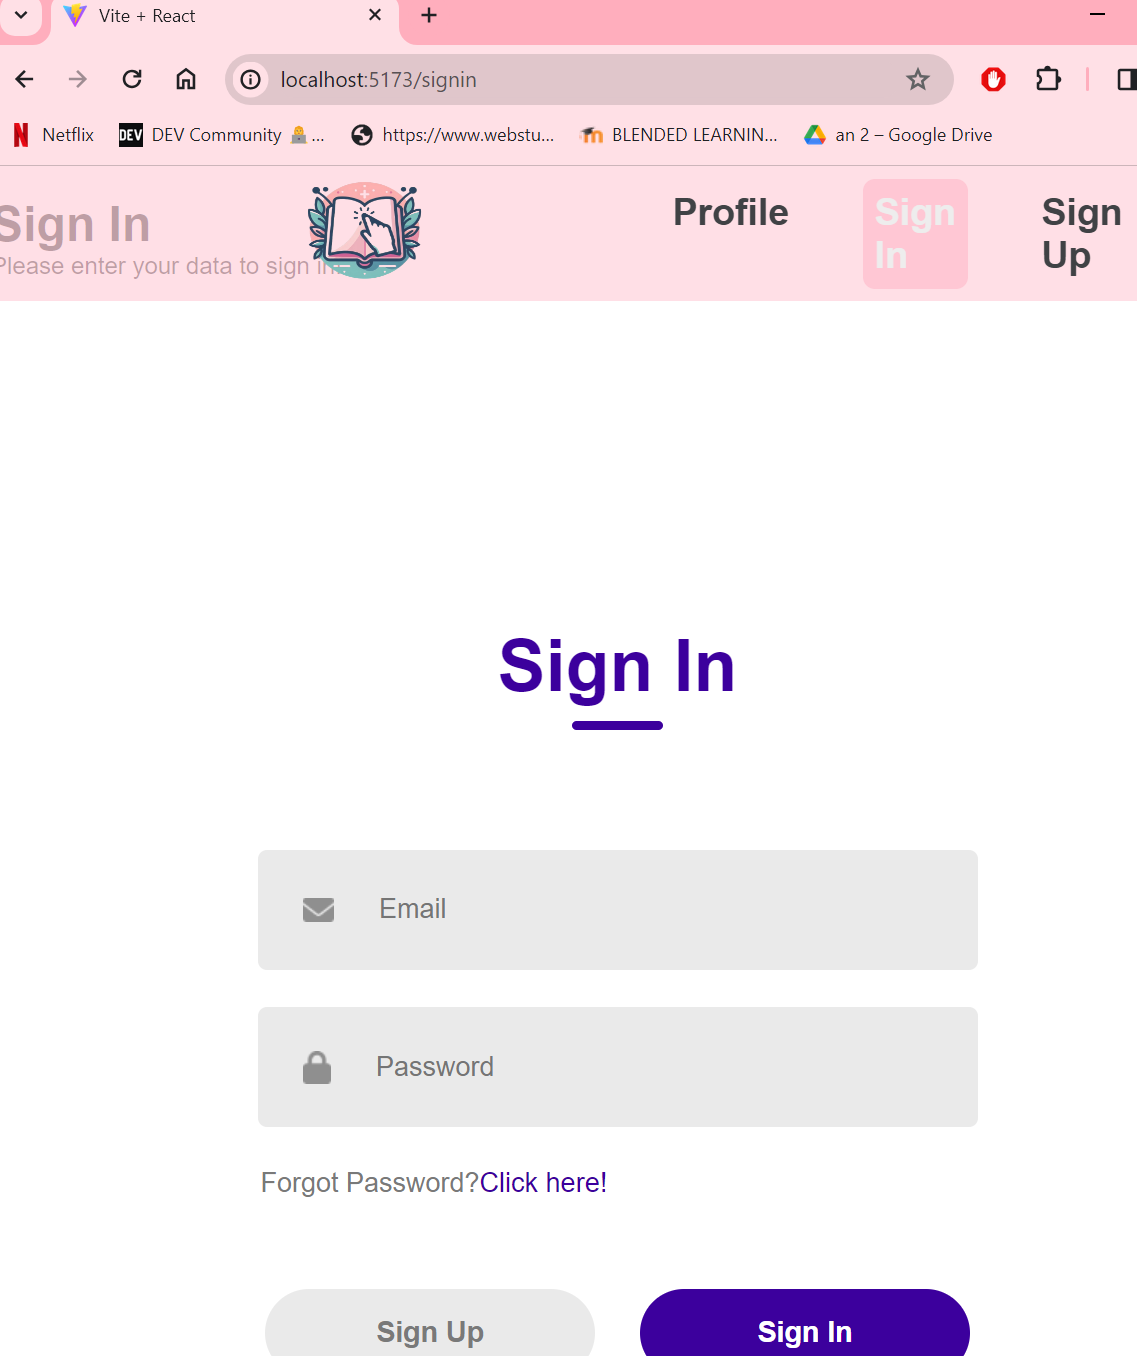 Vite + React
localhost:5173/signin
Netflix
DEV
DEV Community 👩‍💻 ...
https://www.webstu...
BLENDED LEARNIN...
an 2 – Google Drive
Sign In
Please enter your data to sign in
Profile
Sign In
Sign Up
Sign In
Email
Password
Forgot Password?Click here!
Sign Up
Sign In